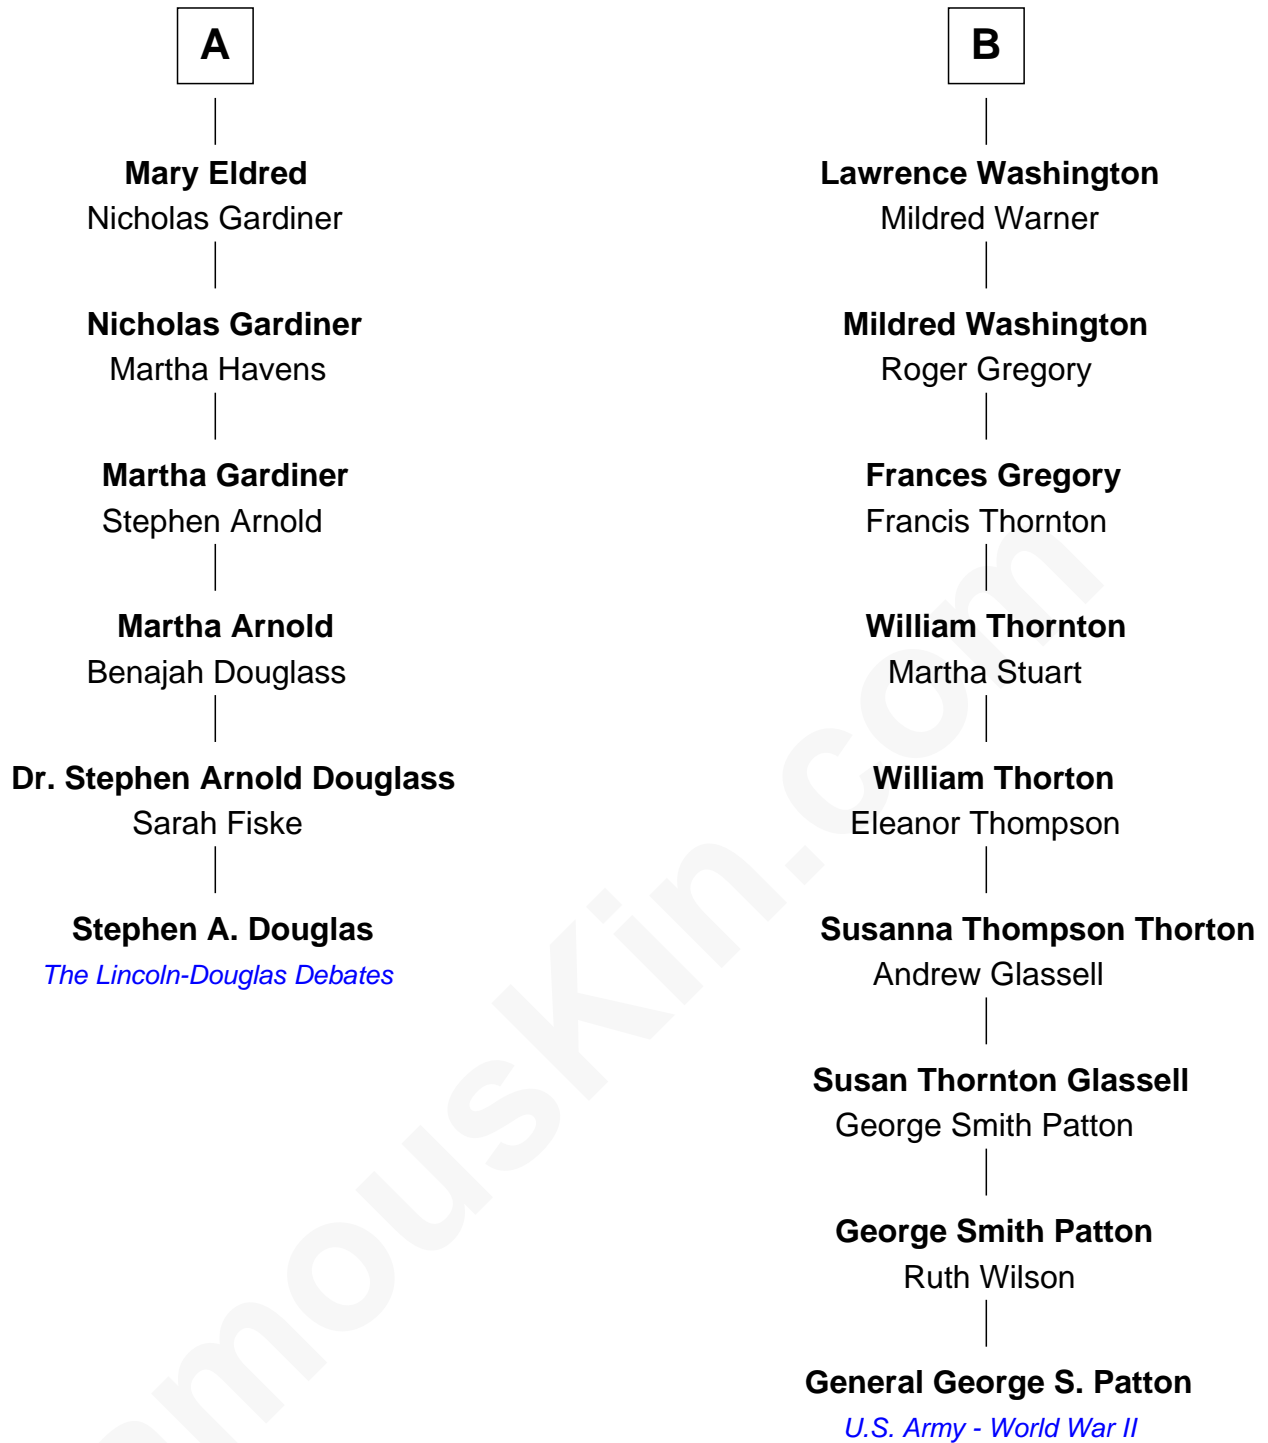 A
Mary Eldred
Nicholas Gardiner
Nicholas Gardiner
Martha Havens
Martha Gardiner
Stephen Arnold
Martha Arnold
Benajah Douglass
Dr. Stephen Arnold Douglass
Sarah Fiske
Stephen A. Douglas
The Lincoln-Douglas Debates
B
Lawrence Washington
Mildred Warner
Mildred Washington
Roger Gregory
Frances Gregory
Francis Thornton
William Thornton
Martha Stuart
William Thorton
Eleanor Thompson
Susanna Thompson Thorton
Andrew Glassell
Susan Thornton Glassell
George Smith Patton
George Smith Patton
Ruth Wilson
General George S. Patton
U.S. Army - World War II
amouskin.com